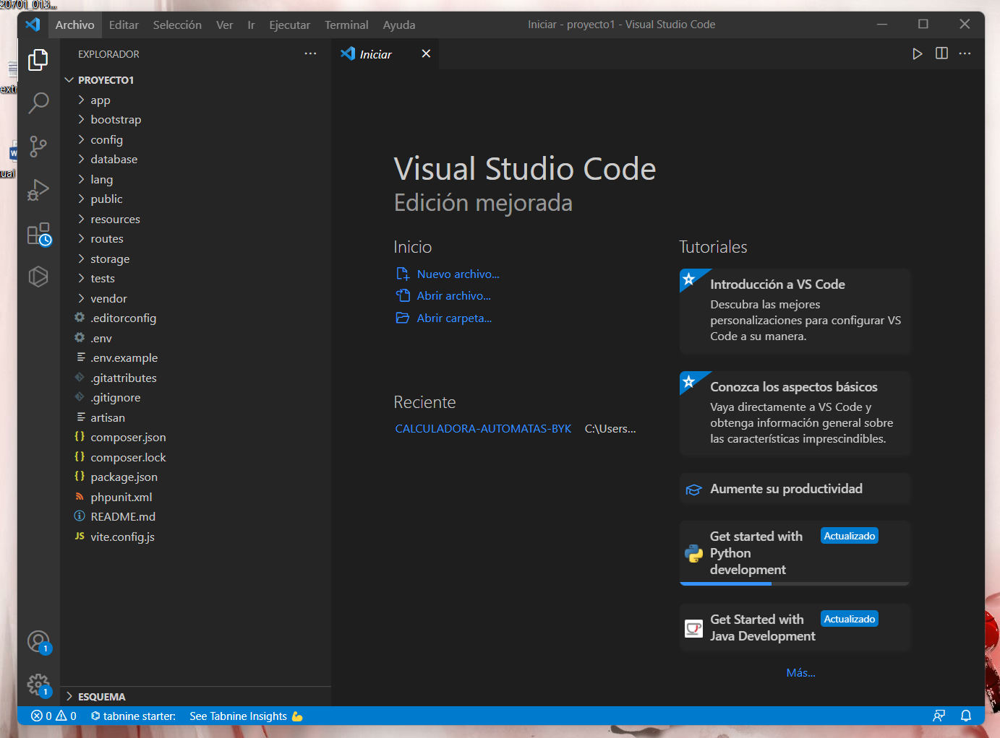 20701_013...
Archivo Editar Selección Ver Ir Ejecutar Terminal Ayuda Iniciar - proyecto1 - Visual Studio Code
EXPLORADOR
Iniciar
PROYECTO1
app
bootstrap
config
database
lang
public
resources
routes
storage
tests
vendor
.editorconfig
.env
.env.example
.gitattributes
.gitignore
artisan
composer.json
composer.lock
package.json
phpunit.xml
README.md
JS vite.config.js
ESQUEMA
Visual Studio Code
Edición mejorada
Inicio
Nuevo archivo...
Abrir archivo...
Abrir carpeta...
Reciente
CALCULADORA-AUTOMATAS-BYK C:\Users...
Tutoriales
Introducción a VS Code
Descubra las mejores
personalizaciones para configurar VS
Code a su manera.
Conozca los aspectos básicos
Vaya directamente a VS Code y
obtenga información general sobre
las características imprescindibles.
Aumente su productividad
Get started with Actualizado
Python
development
Get Started with Actualizado
Java Development
Más...
1
1
0 0 tabnine starter: See Tabnine Insights 💪
W